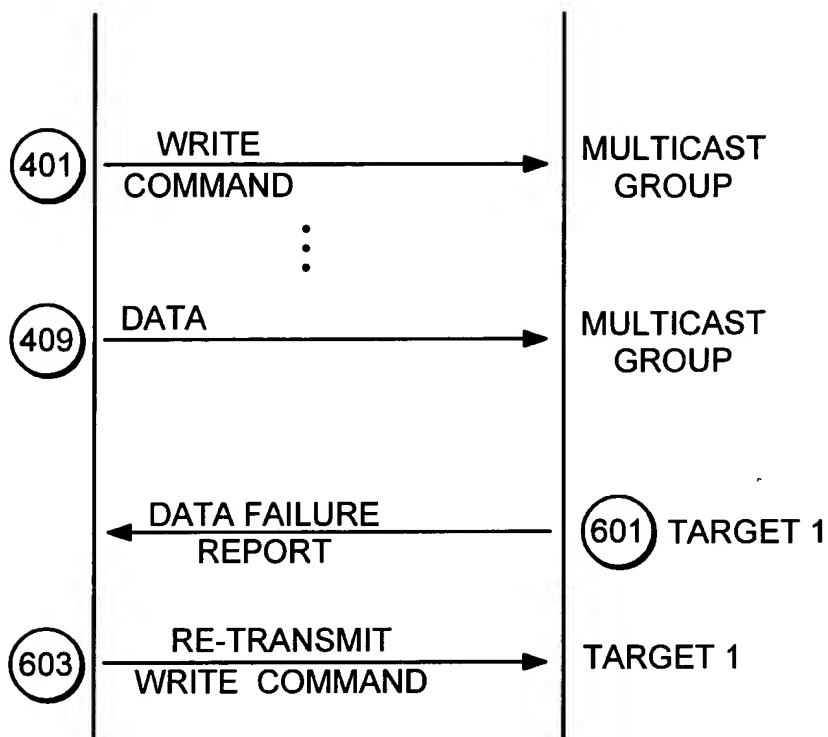 401
WRITE
COMMAND
MULTICAST
GROUP
409
DATA
MULTICAST
GROUP
DATA FAILURE
REPORT
601
TARGET 1
603
RE-TRANSMIT
WRITE COMMAND
TARGET 1